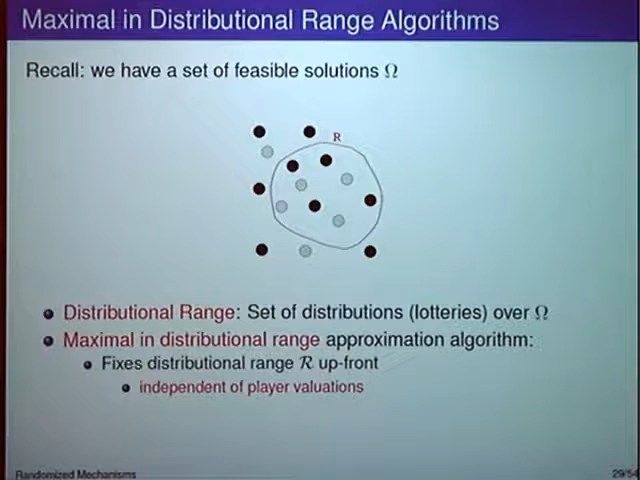 Maximal in Distributional Range Algorithms
Recall: we have a set of feasible solutions Ω
R
Distributional Range: Set of distributions (lotteries) over Ω
Maximal in distributional range approximation algorithm:
Fixes distributional range R up-front
independent of player valuations
Randomized Mechanisms
29/54